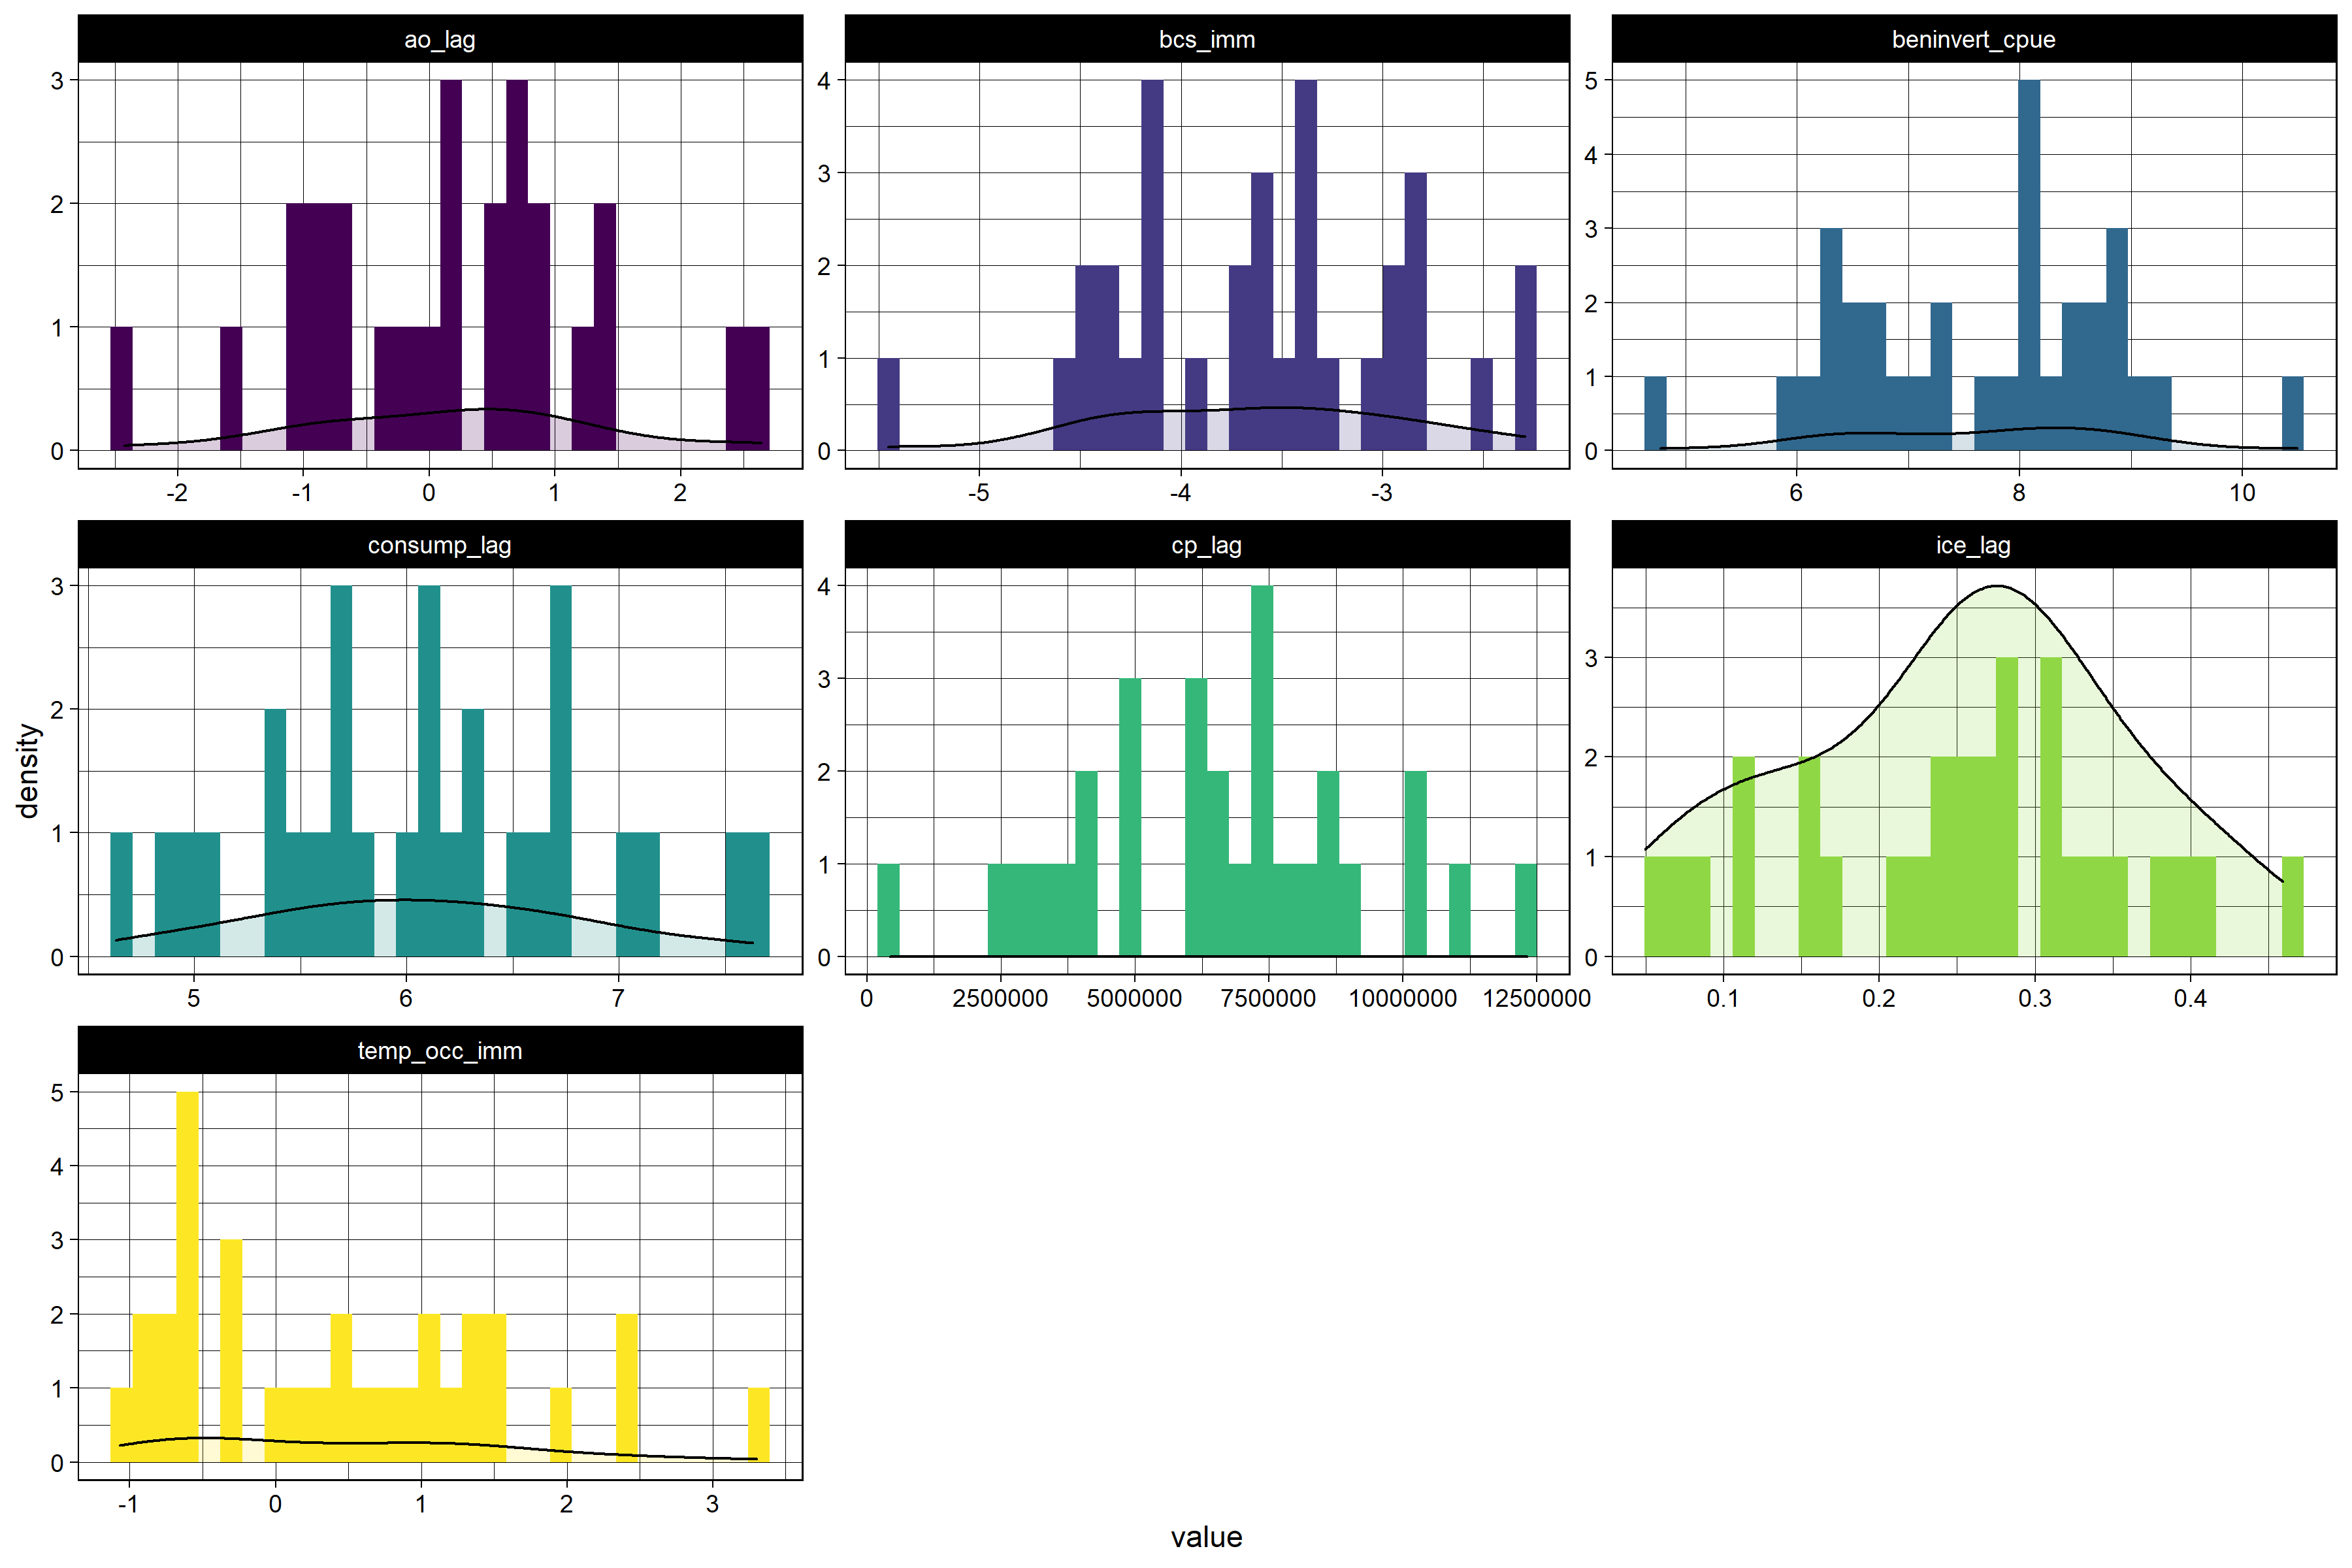 ao_lag
bcs_imm
beninvert_cpue
3
2
1
0
-2 -1 0 1 2
4
3
2
1
0
-5 -4 -3
5
4
3
2
1
0
6 8 10
consump_lag
cp_lag
ice_lag
3
2
1
0
5 6 7
4
3
2
1
0
0 2500000 5000000 7500000 10000000 12500000
3
2
1
0
0.1 0.2 0.3 0.4
temp_occ_imm
5
4
3
2
1
0
-1 0 1 2 3
density
value